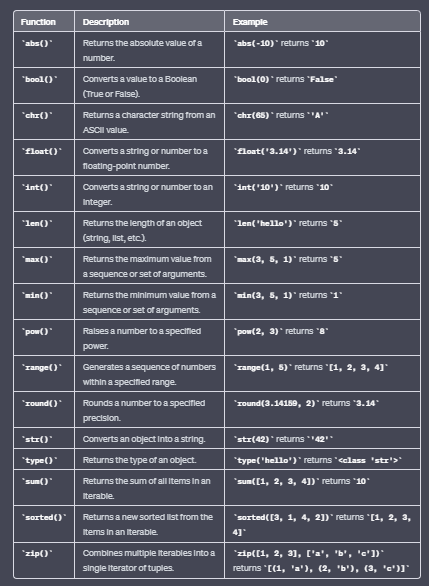 Function Description Example
`abs()` Returns the absolute value of a `abs(-10)` returns `10`
number.
`bool()` Converts a value to a Boolean `bool(0)` returns `False`
(True or False).
`chr()` Returns a character string from an `chr(65)` returns `'A'`
ASCII value.
`float()` Converts a string or number to a `float('3.14')` returns `3.14`
floating-point number.
`int()` Converts a string or number to an `int('10')` returns `10`
integer.
`len()` Returns the length of an object `len('hello')` returns `5`
(string, list, etc.).
`max()` Returns the maximum value from `max(3, 5, 1)` returns `5`
a sequence or set of arguments.
`min()` Returns the minimum value from a `min(3, 5, 1)` returns `1`
sequence or set of arguments.
`pow()` Raises a number to a specified `pow(2, 3)` returns `8`
power.
`range()` Generates a sequence of numbers `range(1, 5)` returns `[1, 2, 3, 4]`
within a specified range.
`round()` Rounds a number to a specified `round(3.14159, 2)` returns `3.14`
precision.
`str()` Converts an object into a string. `str(42)` returns `'42'`
`type()` Returns the type of an object. `type('hello')` returns `<class 'str'>`
`sum()` Returns the sum of all items in an `sum([1, 2, 3, 4])` returns `10`
iterable.
`sorted()` Returns a new sorted list from the `sorted([3, 1, 4, 2])` returns `[1, 2, 3,
items in an iterable. 4]`
`zip()` Combines multiple iterables into a `zip([1, 2, 3], ['a', 'b', 'c'])`
single iterator of tuples. returns `[(1, 'a'), (2, 'b'), (3, 'c')]`